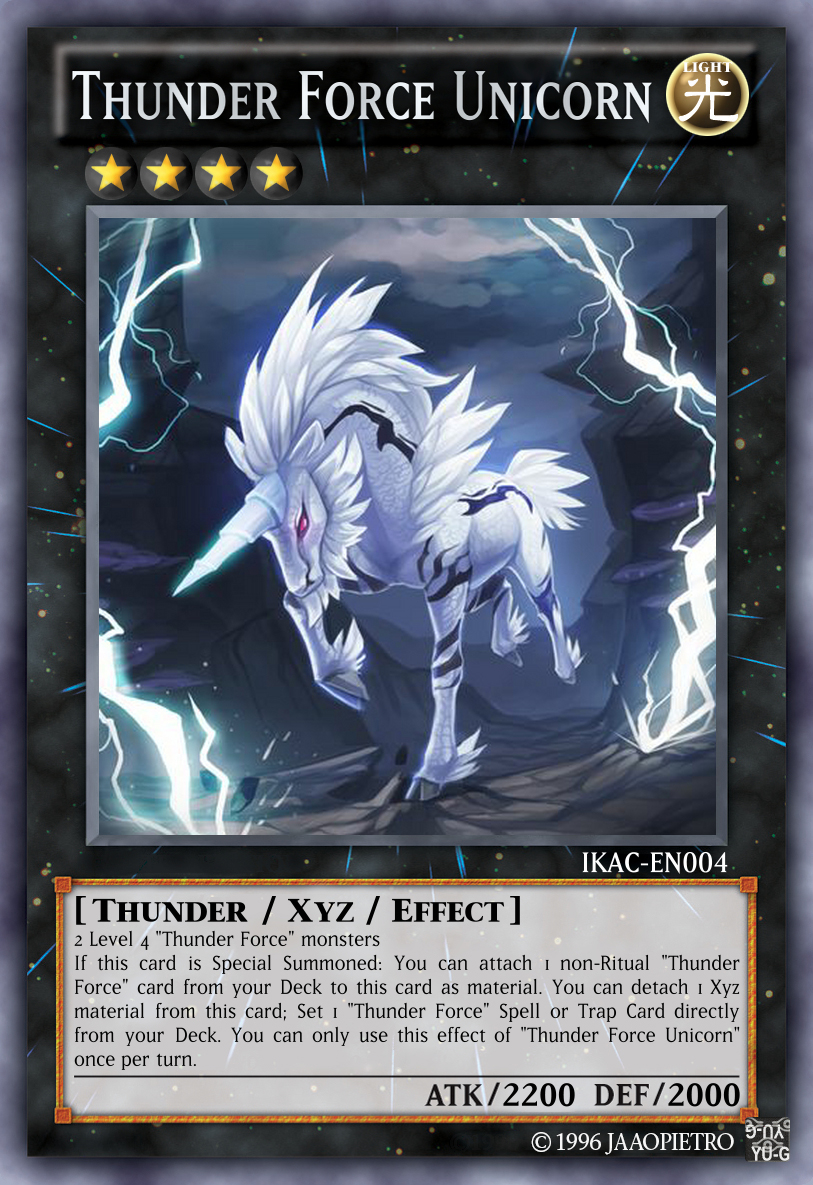 THUNDER FORCE UNICORN
LIGHT
光
IKAC-EN004
[ THUNDER / XYZ / EFFECT ]
2 Level 4 "Thunder Force" monsters
If this card is Special Summoned: You can attach 1 non-Ritual "Thunder
Force" card from your Deck to this card as material. You can detach 1 Xyz
material from this card; Set 1 "Thunder Force" Spell or Trap Card directly
from your Deck. You can only use this effect of "Thunder Force Unicorn"
once per turn.
ATK/2200 DEF/2000
© 1996 JAAOPIETRO
YU-G
YU-G